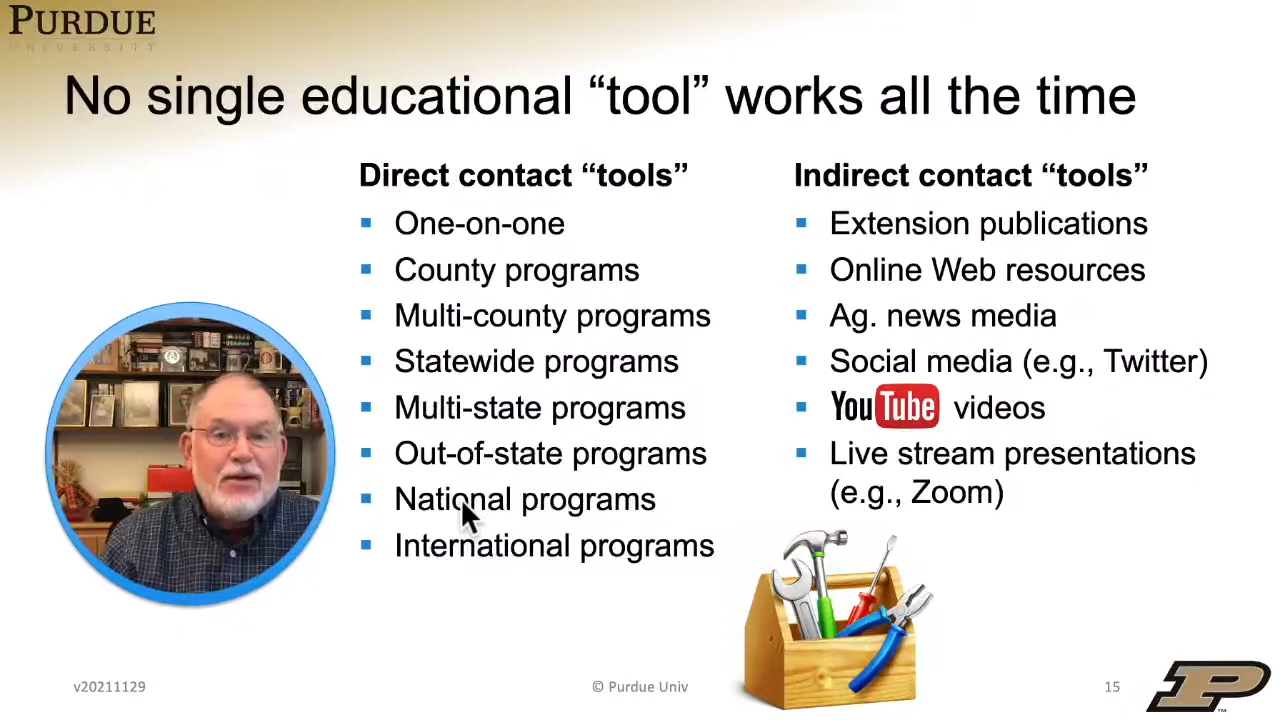 PURDUE
UNIVERSITY
No single educational “tool” works all the time
Direct contact “tools”
One-on-one
County programs
Multi-county programs
Statewide programs
Multi-state programs
Out-of-state programs
National programs
International programs
Indirect contact “tools”
Extension publications
Online Web resources
Ag. news media
Social media (e.g., Twitter)
YouTube videos
Live stream presentations
(e.g., Zoom)
v20211129
© Purdue Univ
15
P
TM